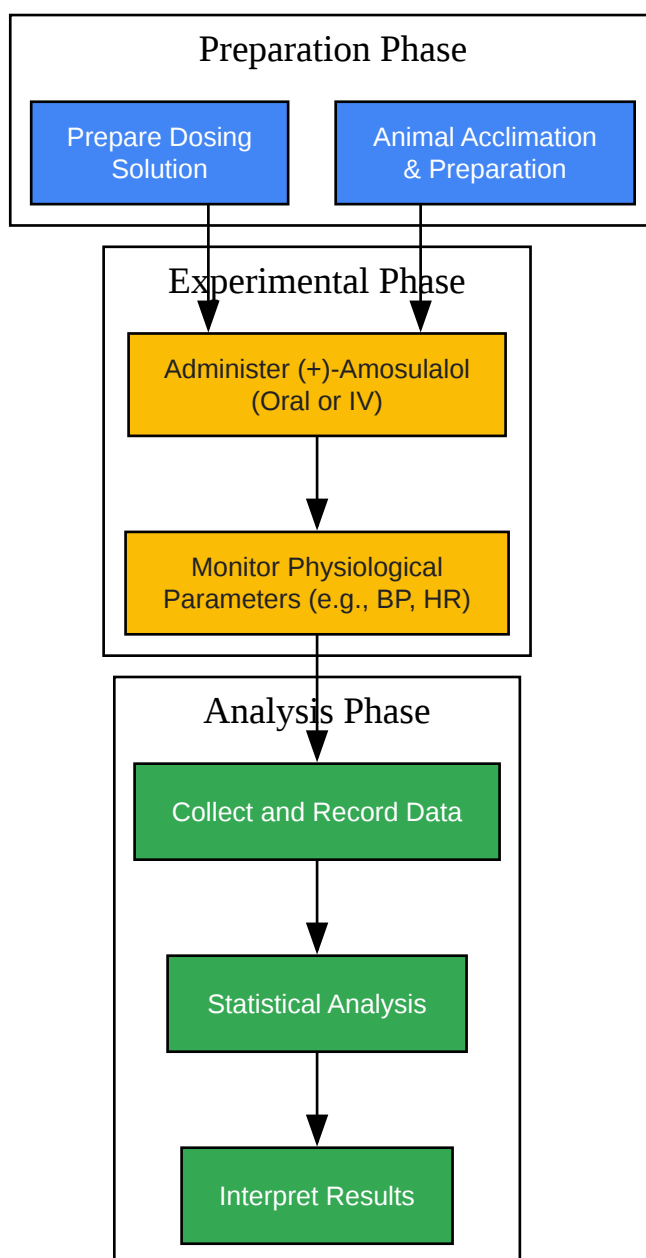 Preparation Phase
Prepare Dosing
Solution
Animal Acclimation
& Preparation
Experimental Phase
Administer (+)-Amosulalol
(Oral or IV)
Monitor Physiological
Parameters (e.g., BP, HR)
Analysis Phase
Collect and Record Data
Statistical Analysis
Interpret Results